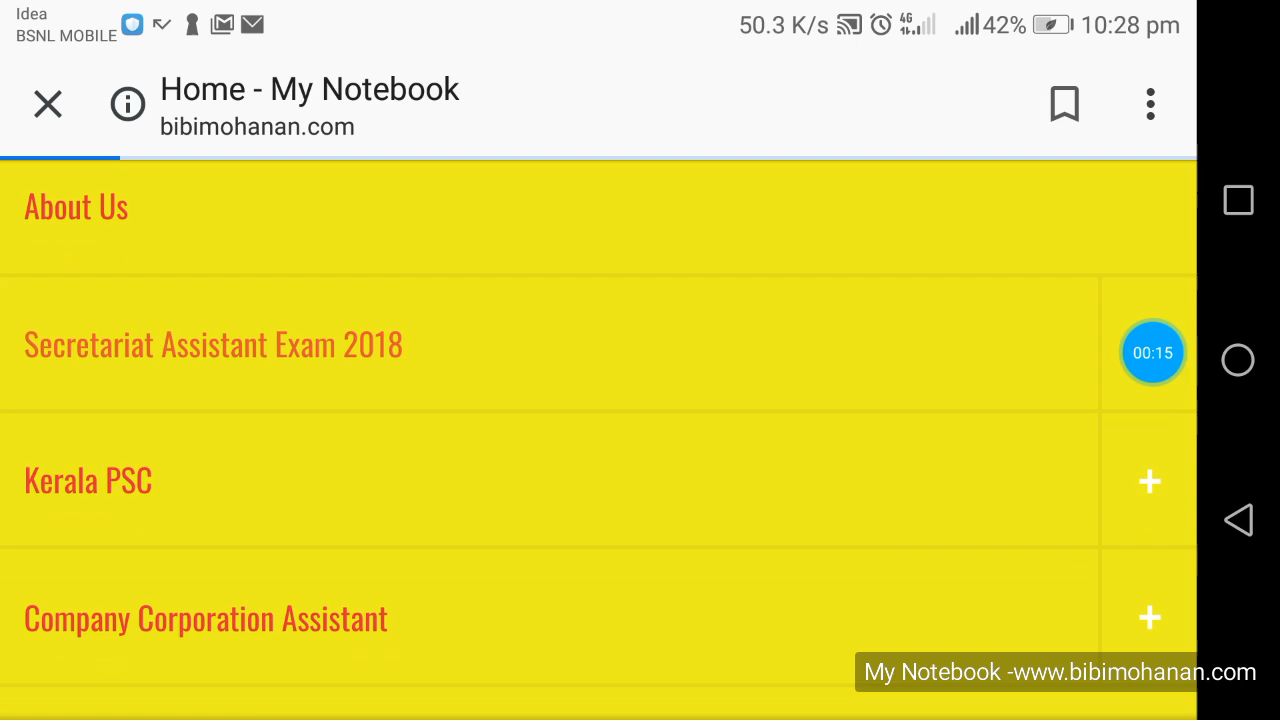 Idea
BSNL MOBILE
50.3 K/s
4G
42%
10:28 pm
Home - My Notebook
bibimohanan.com
About Us
Secretariat Assistant Exam 2018
00:15
Kerala PSC
+
Company Corporation Assistant
+
My Notebook -www.bibimohanan.com